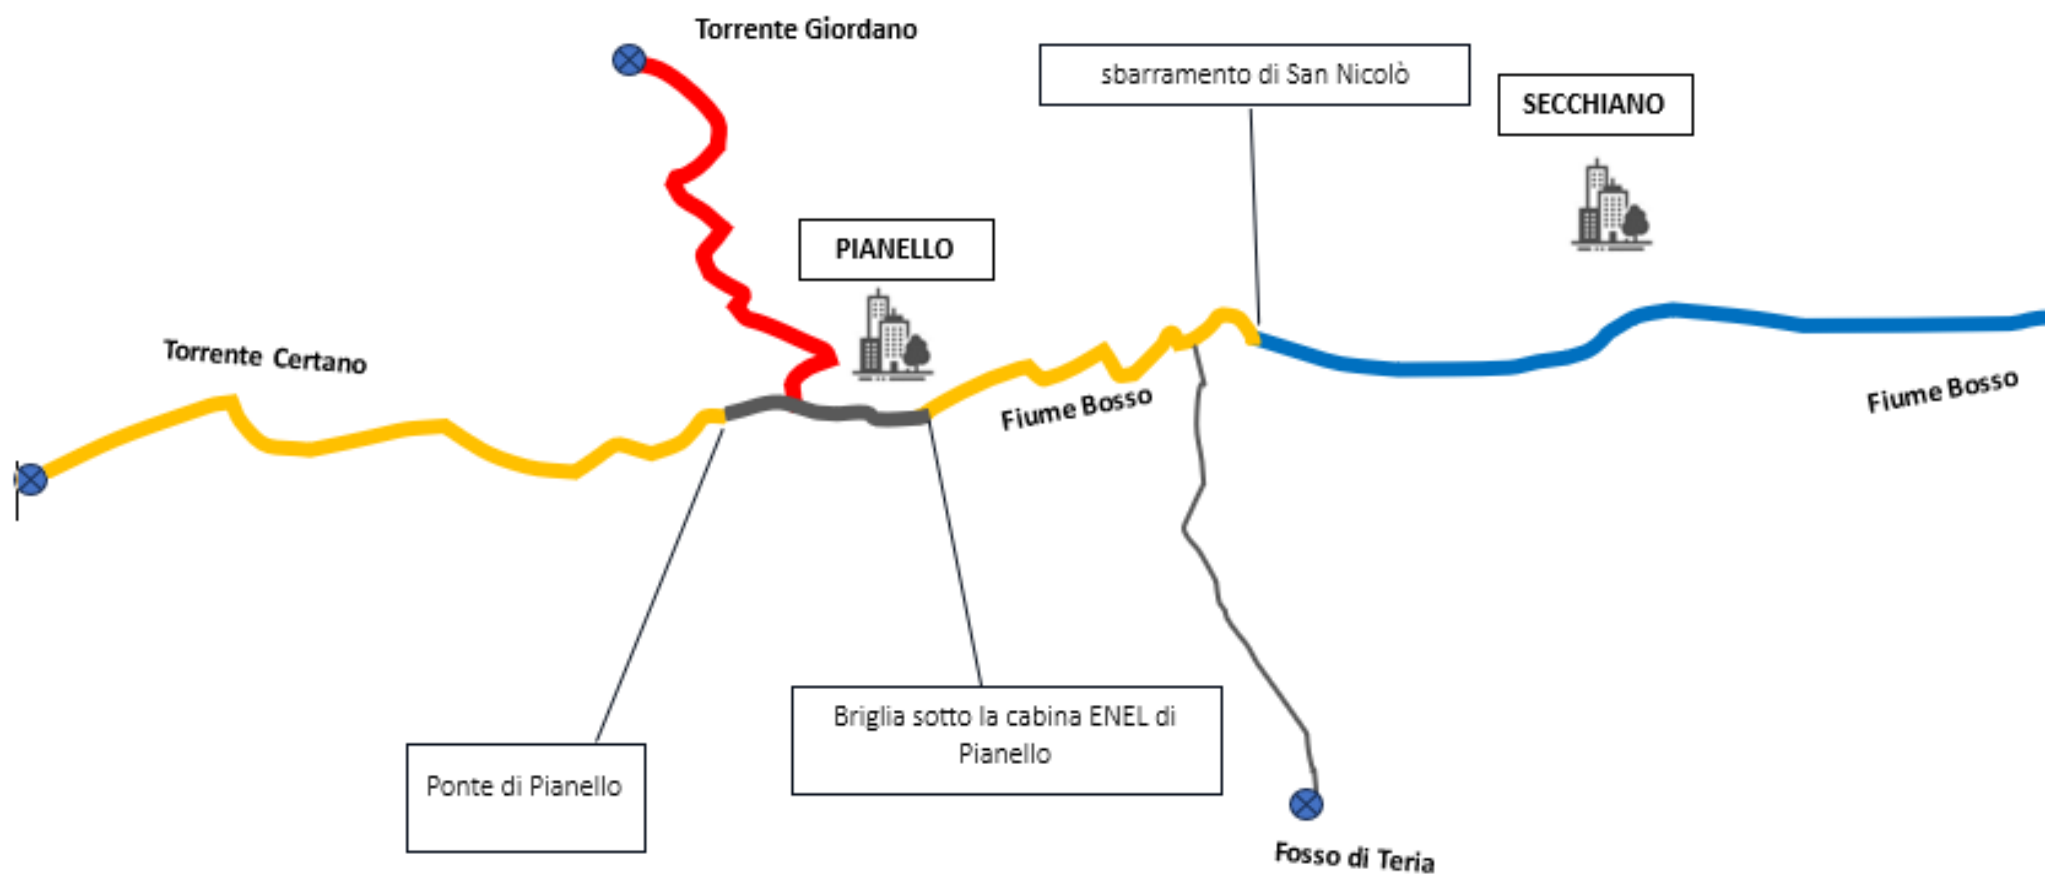 Torrente Giordano
sbarramento di San Nicolò
SECCHIANO
PIANELLO
Torrente Certano
Fiume Bosso
Fiume Bosso
Briglia sotto la cabina ENEL di
Pianello
Ponte di Pianello
Fosso di Teria